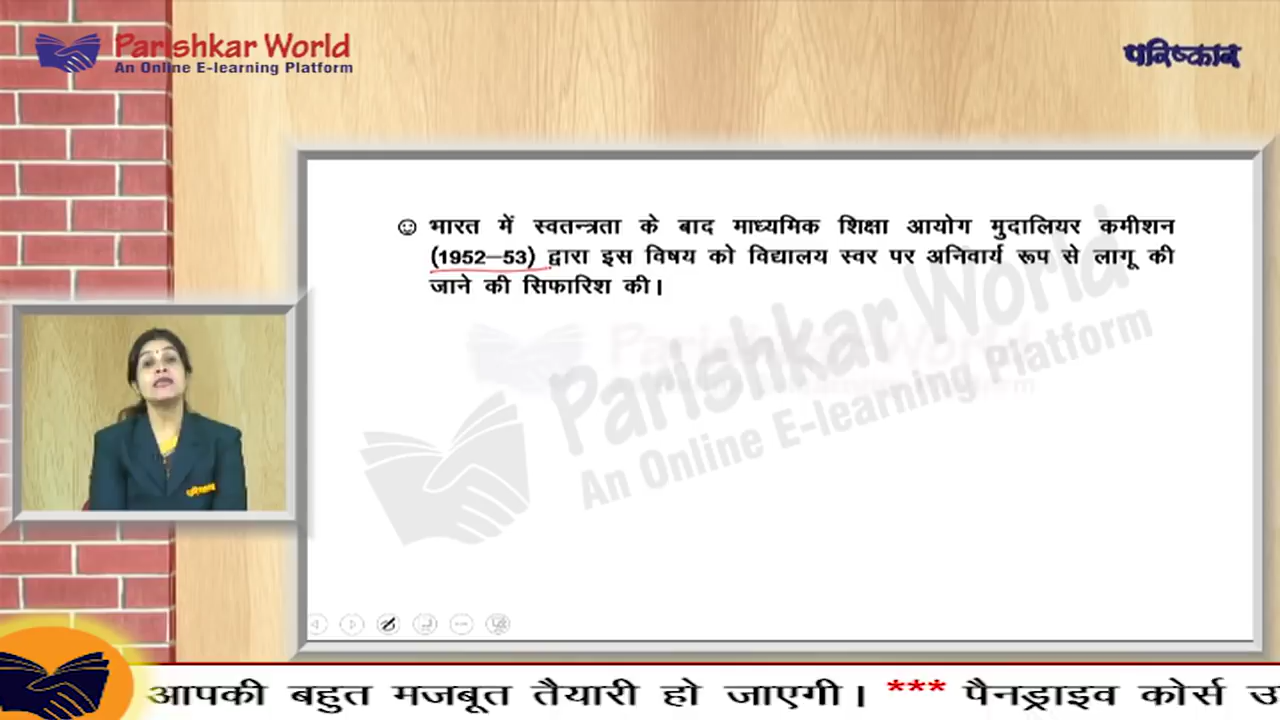 Parishkar World
An Online E-learning Platform
परिष्कार
भारत में स्वतन्त्रता के बाद माध्यमिक शिक्षा आयोग मुदालियर कमीशन
(1952–53) द्वारा इस विषय को विद्यालय स्वर पर अनिवार्य रूप से लागू की
जाने की सिफारिश की।
Parishkar World
An Online E-learning Platform
परिष्कार
आपकी बहुत मजबूत तैयारी हो जाएगी। *** पैनड्राइव कोर्स उ